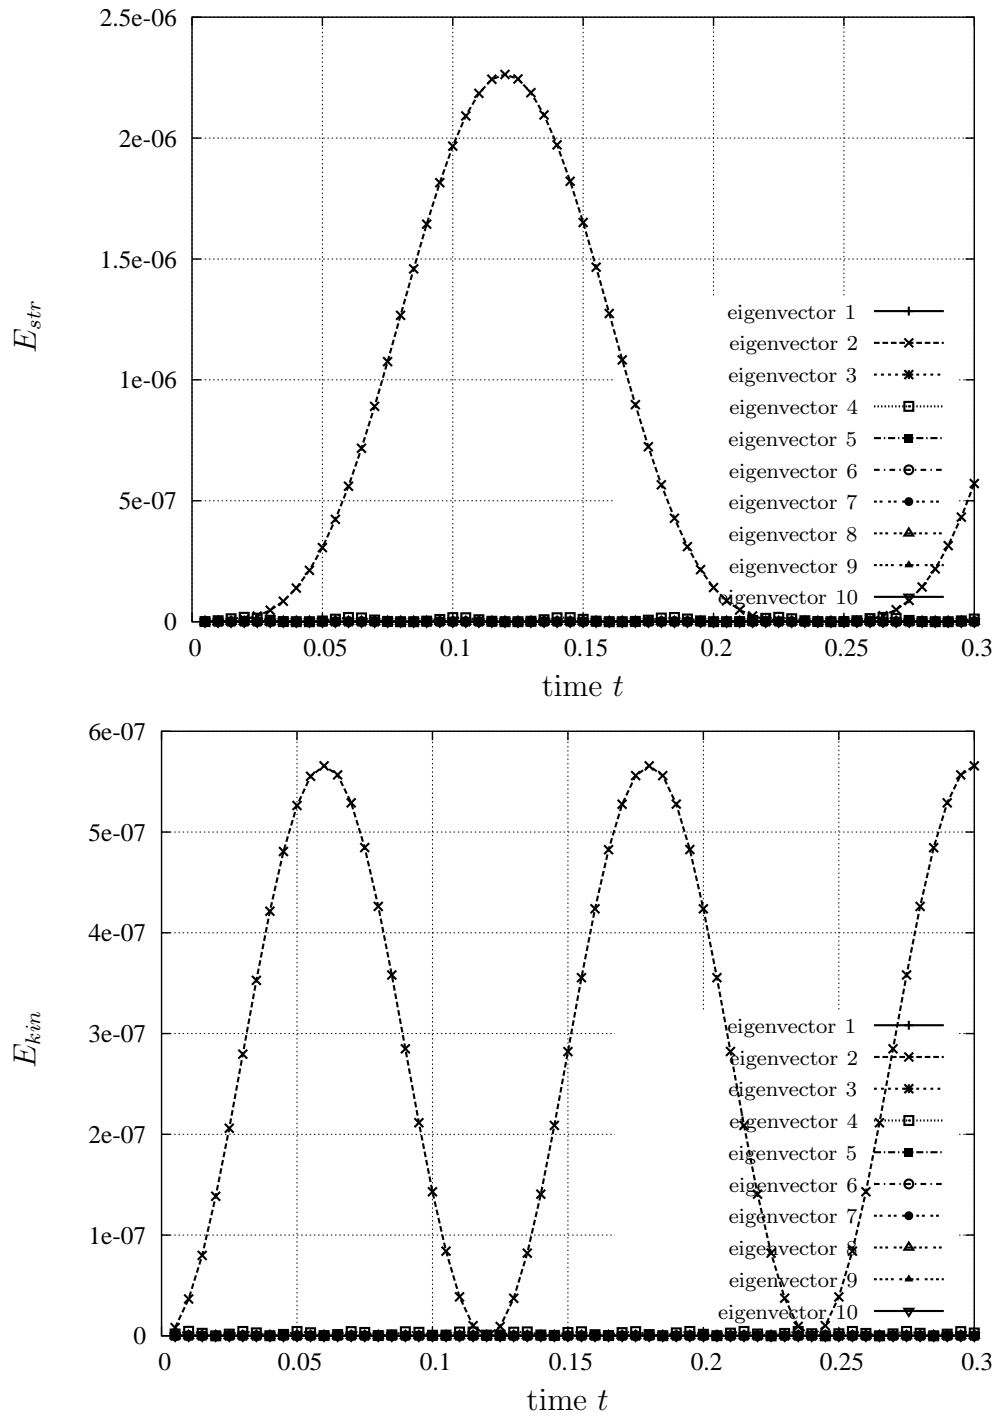 2.5e-06
2e-06
1.5e-06
1e-06
5e-07
0
E_str
eigenvector 1
eigenvector 2
eigenvector 3
eigenvector 4
eigenvector 5
eigenvector 6
eigenvector 7
eigenvector 8
eigenvector 9
eigenvector 10
0 0.05 0.1 0.15 0.2 0.25 0.3
time t
6e-07
5e-07
4e-07
3e-07
2e-07
1e-07
0
E_kin
eigenvector 1
eigenvector 2
eigenvector 3
eigenvector 4
eigenvector 5
eigenvector 6
eigenvector 7
eigenvector 8
eigenvector 9
eigenvector 10
0 0.05 0.1 0.15 0.2 0.25 0.3
time t